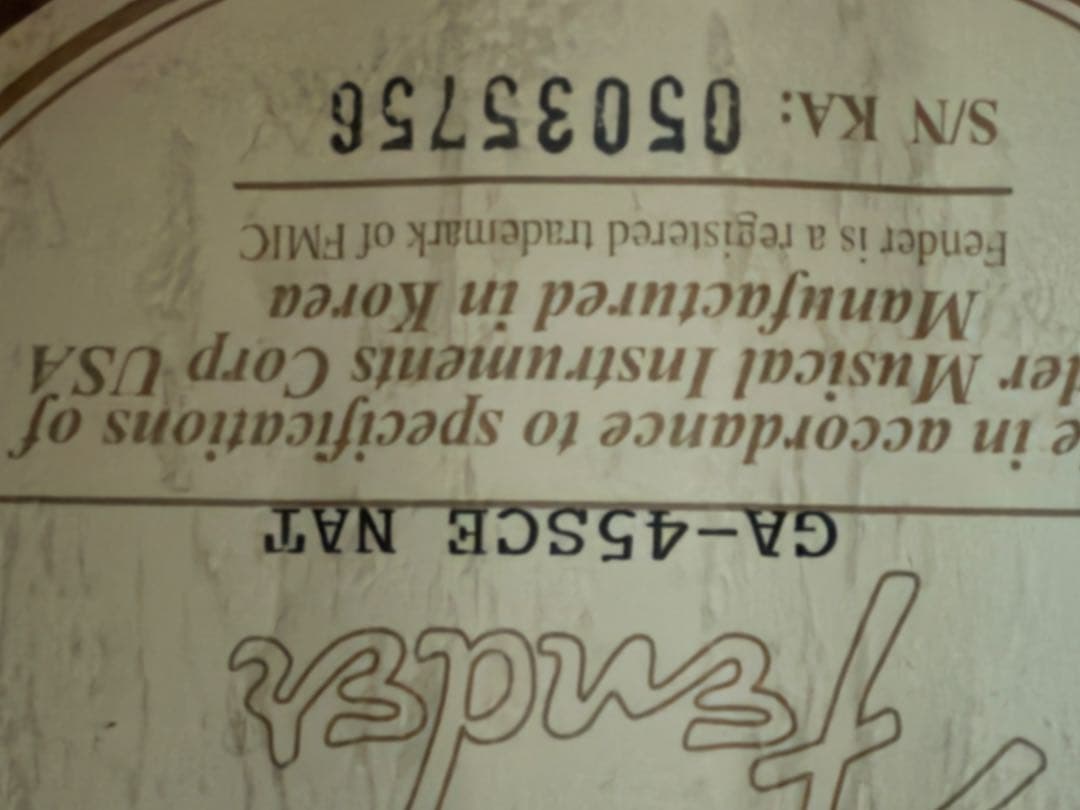 Fender
GA-45SCE NAT
e in accordance to specifications of
der Musical Instruments Corp USA
Manufactured in Korea
Fender is a registered trademark of FMIC
S/N KA: 05035756